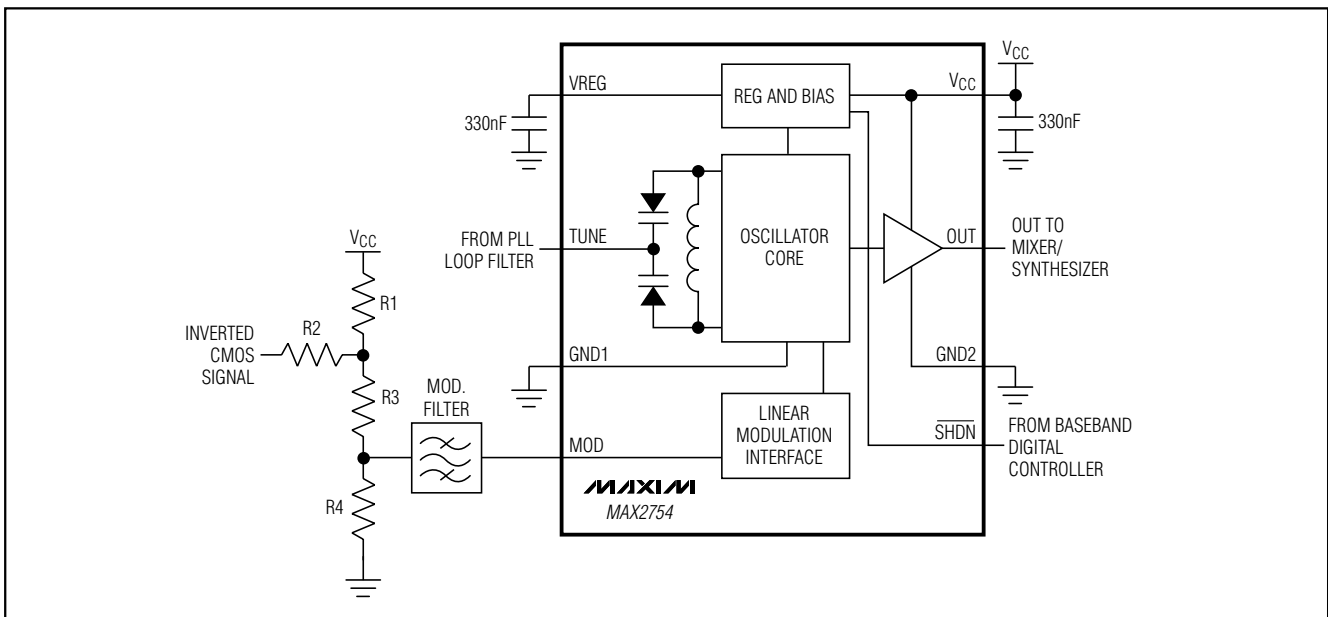 VCC
VREG
REG AND BIAS
VCC
330nF
330nF
VCC
FROM PLL
LOOP FILTER
TUNE
OSCILLATOR
CORE
OUT
OUT TO
MIXER/
SYNTHESIZER
R1
INVERTED
CMOS
SIGNAL
R2
GND1
GND2
R3
MOD.
FILTER
MOD
LINEAR
MODULATION
INTERFACE
SHDN
FROM BASEBAND
DIGITAL
CONTROLLER
R4
MAXIM
MAX2754